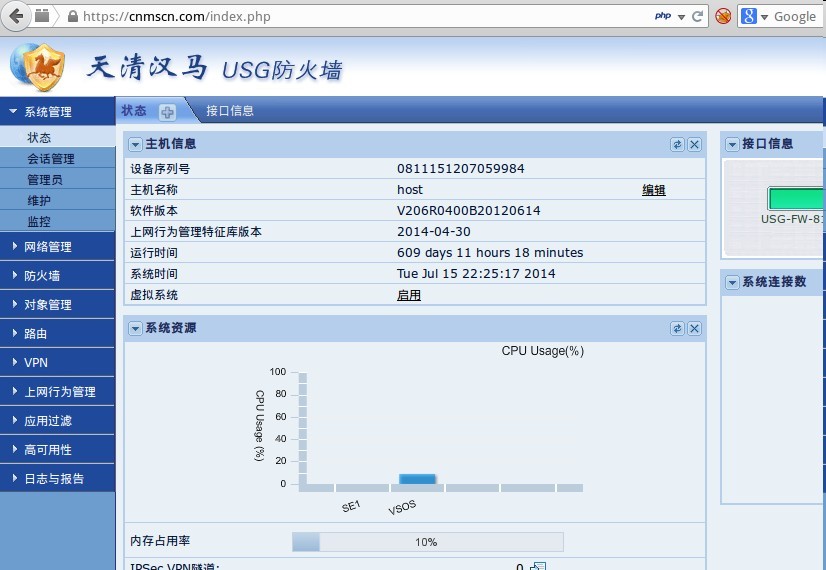 https://cnmscn.com/index.php
php
Google
天清汉马 USG防火墙
系统管理
状态
接口信息
状态
会话管理
管理员
维护
监控
网络管理
防火墙
对象管理
路由
VPN
上网行为管理
应用过滤
高可用性
日志与报告
主机信息
设备序列号 0811151207059984
主机名称 host 编辑
软件版本 V206R0400B20120614
上网行为管理特征库版本 2014-04-30
运行时间 609 days 11 hours 18 minutes
系统时间 Tue Jul 15 22:25:17 2014
虚拟系统 启用
系统资源
CPU Usage(%)
CPU Usage (%)
100
80
60
40
20
0
SE1 VSOS
内存占用率 10%
IPSec VPN隧道: 0
接口信息
USG-FW-81
系统连接数